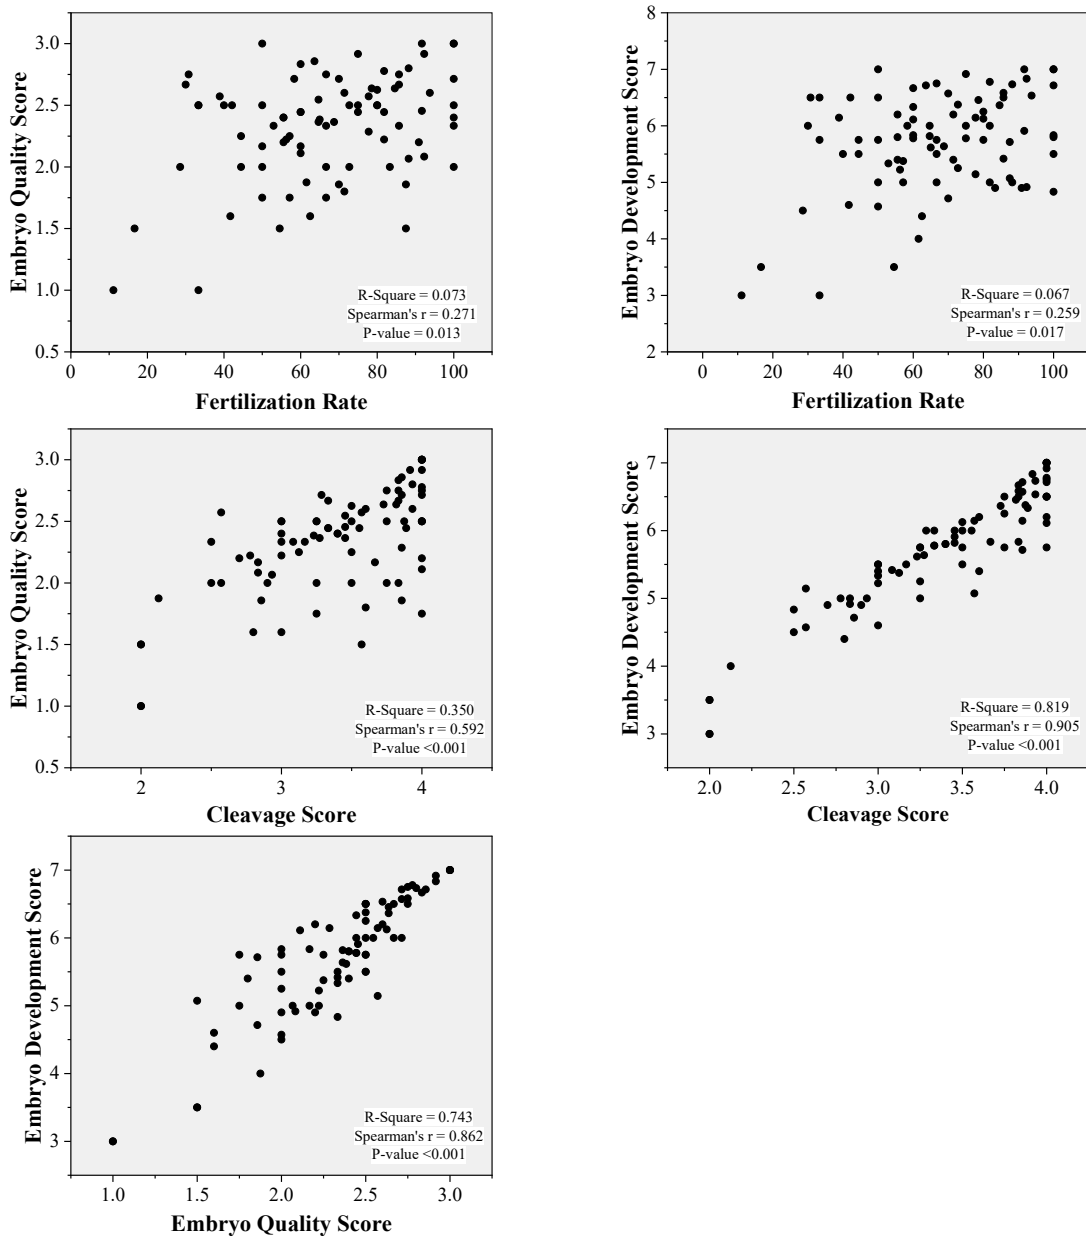 Embryo Quality Score
3.0
2.5
2.0
1.5
1.0
0.5
R-Square = 0.073
Spearman's r = 0.271
P-value = 0.013
0 20 40 60 80 100
Fertilization Rate
Embryo Development Score
8
7
6
5
4
3
2
R-Square = 0.067
Spearman's r = 0.259
P-value = 0.017
0 20 40 60 80 100
Fertilization Rate
Embryo Quality Score
3.0
2.5
2.0
1.5
1.0
0.5
R-Square = 0.350
Spearman's r = 0.592
P-value <0.001
2 3 4
Cleavage Score
Embryo Development Score
7
6
5
4
3
R-Square = 0.819
Spearman's r = 0.905
P-value <0.001
2.0 2.5 3.0 3.5 4.0
Cleavage Score
Embryo Development Score
7
6
5
4
3
R-Square = 0.743
Spearman's r = 0.862
P-value <0.001
1.0 1.5 2.0 2.5 3.0
Embryo Quality Score